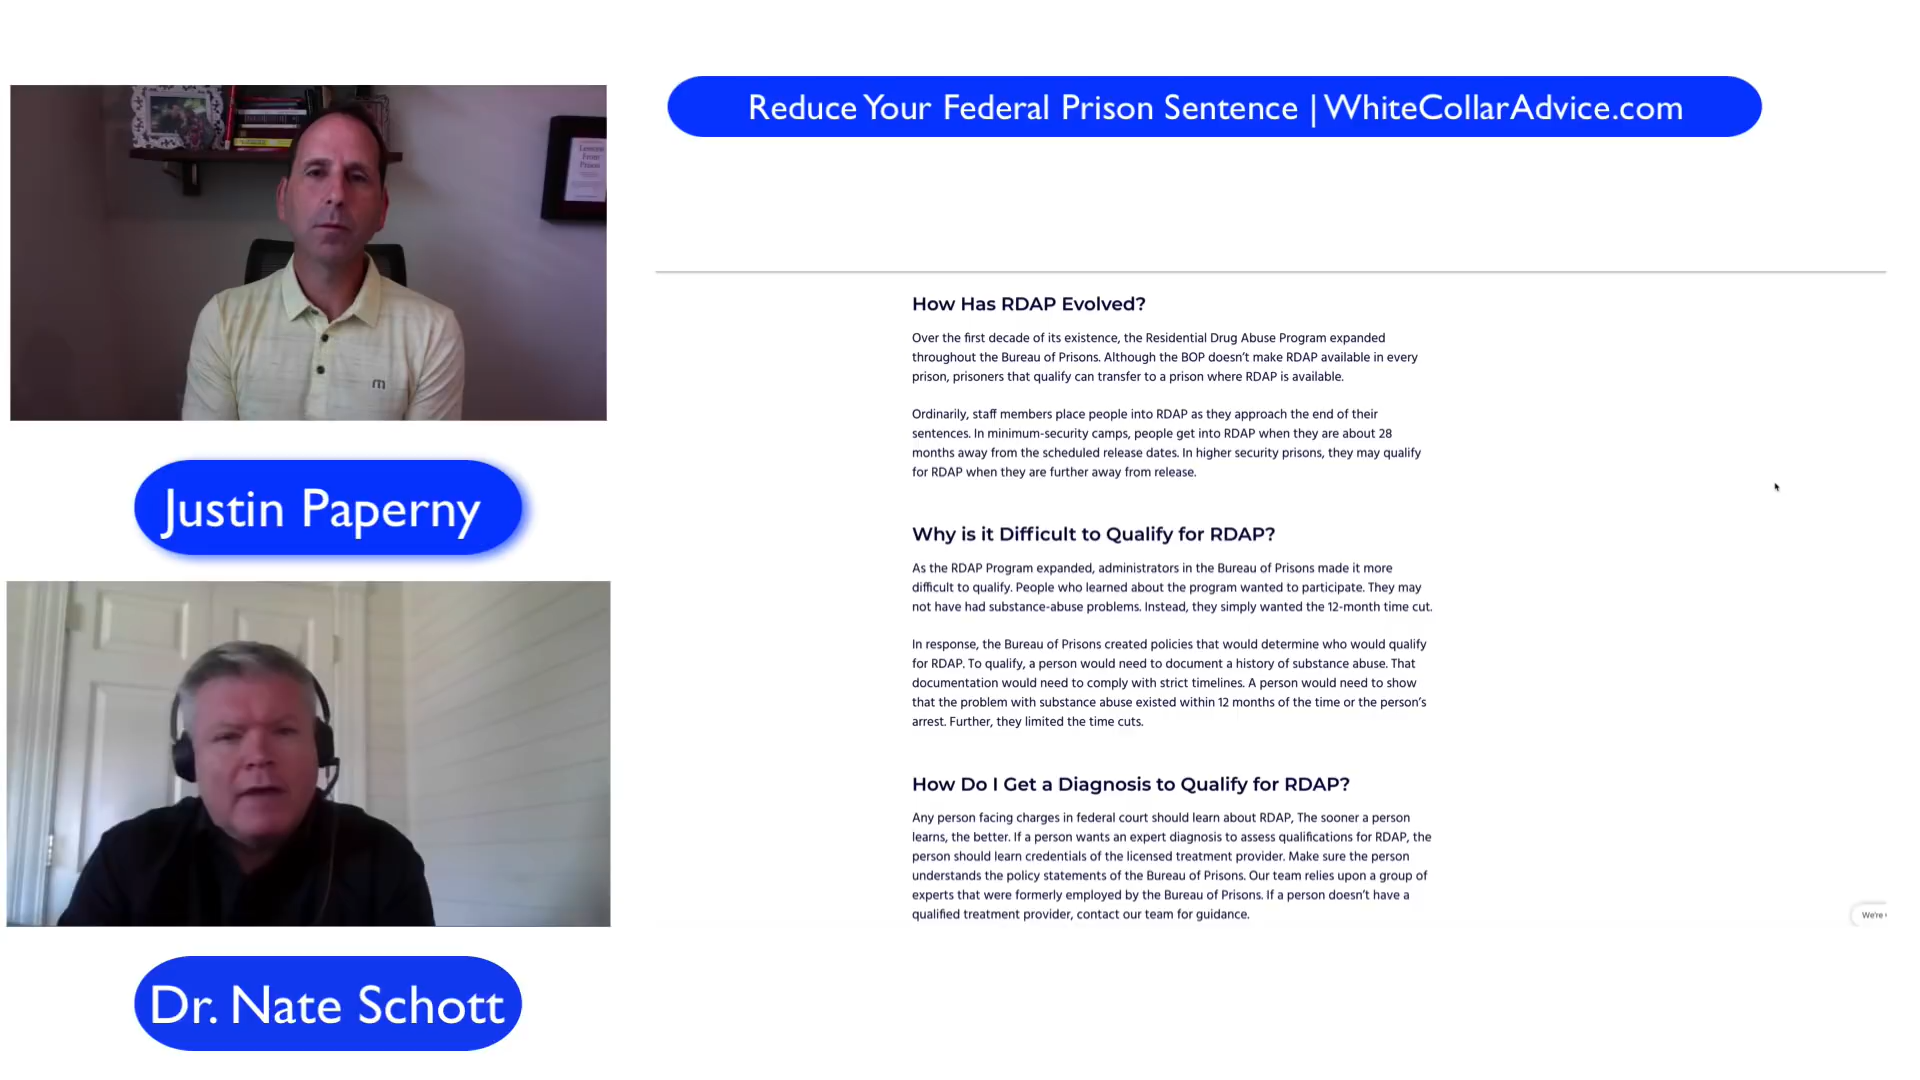 Reduce Your Federal Prison Sentence | WhiteCollarAdvice.com
Lessons
From
Prison
m
Justin Paperny
Dr. Nate Schott
How Has RDAP Evolved?
Over the first decade of its existence, the Residential Drug Abuse Program expanded
throughout the Bureau of Prisons. Although the BOP doesn't make RDAP available in every
prison, prisoners that qualify can transfer to a prison where RDAP is available.
Ordinarily, staff members place people into RDAP as they approach the end of their
sentences. In minimum-security camps, people get into RDAP when they are about 28
months away from the scheduled release dates. In higher security prisons, they may qualify
for RDAP when they are further away from release.
Why is it Difficult to Qualify for RDAP?
As the RDAP Program expanded, administrators in the Bureau of Prisons made it more
difficult to qualify. People who learned about the program wanted to participate. They may
not have had substance-abuse problems. Instead, they simply wanted the 12-month time cut.
In response, the Bureau of Prisons created policies that would determine who would qualify
for RDAP. To qualify, a person would need to document a history of substance abuse. That
documentation would need to comply with strict timelines. A person would need to show
that the problem with substance abuse existed within 12 months of the time or the person's
arrest. Further, they limited the time cuts.
How Do I Get a Diagnosis to Qualify for RDAP?
Any person facing charges in federal court should learn about RDAP, The sooner a person
learns, the better. If a person wants an expert diagnosis to assess qualifications for RDAP, the
person should learn credentials of the licensed treatment provider. Make sure the person
understands the policy statements of the Bureau of Prisons. Our team relies upon a group of
experts that were formerly employed by the Bureau of Prisons. If a person doesn't have a
qualified treatment provider, contact our team for guidance.
We're